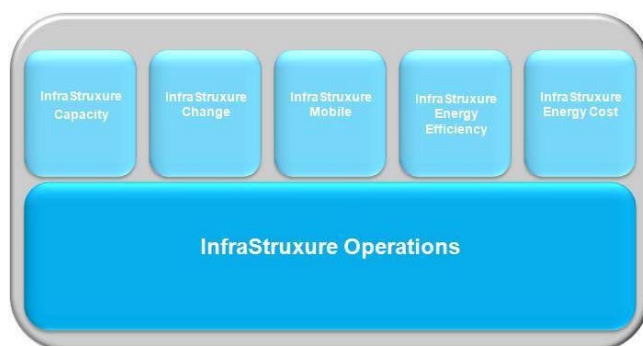 InfraStruxure
Capacity
InfraStruxure
Change
InfraStruxure
Mobile
InfraStruxure
Energy
Efficiency
InfraStruxure
Energy Cost
InfraStruxure Operations